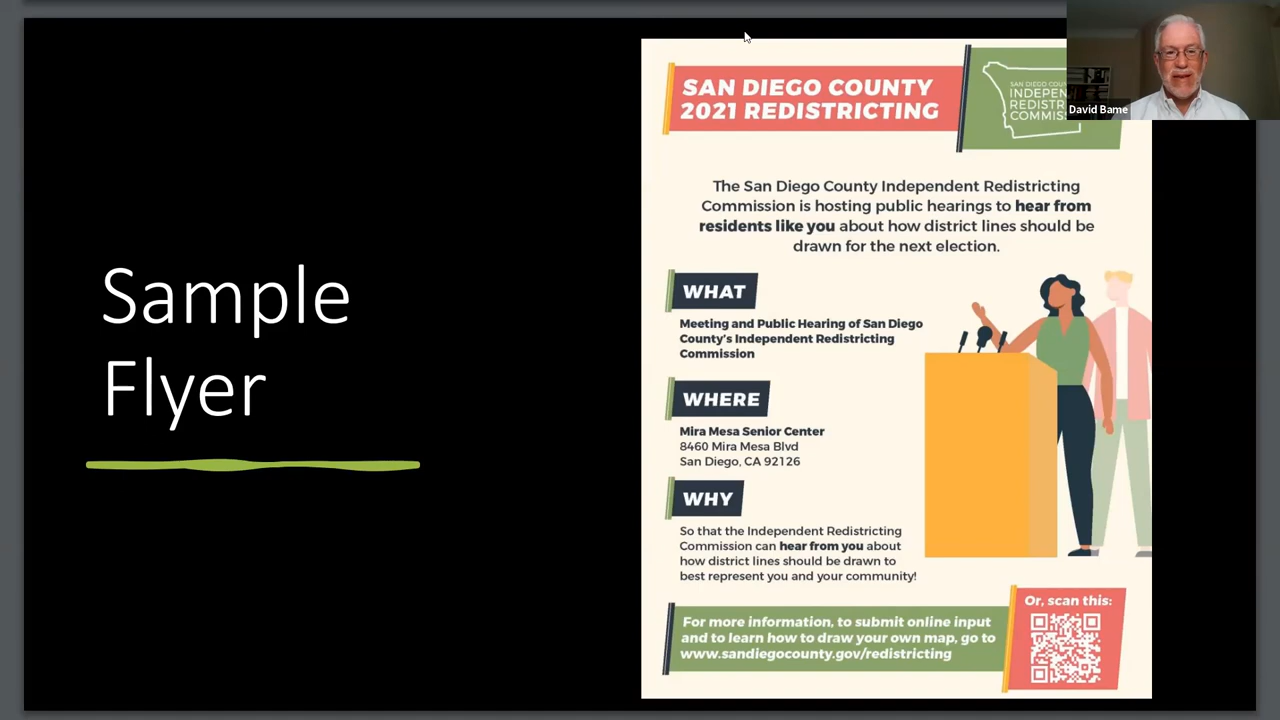 Sample
Flyer
SAN DIEGO COUNTY
2021 REDISTRICTING
SAN DIEGO
INDEPEN
REDISTR
COMMIS
David Bame
The San Diego County Independent Redistricting
Commission is hosting public hearings to hear from
residents like you about how district lines should be
drawn for the next election.
WHAT
Meeting and Public Hearing of San Diego
County's Independent Redistricting
Commission
WHERE
Mira Mesa Senior Center
8460 Mira Mesa Blvd
San Diego, CA 92126
WHY
So that the Independent Redistricting
Commission can hear from you about
how district lines should be drawn to
best represent you and your community!
For more information, to submit online input
and to learn how to draw your own map, go to
www.sandiegocounty.gov/redistricting
Or, scan this: